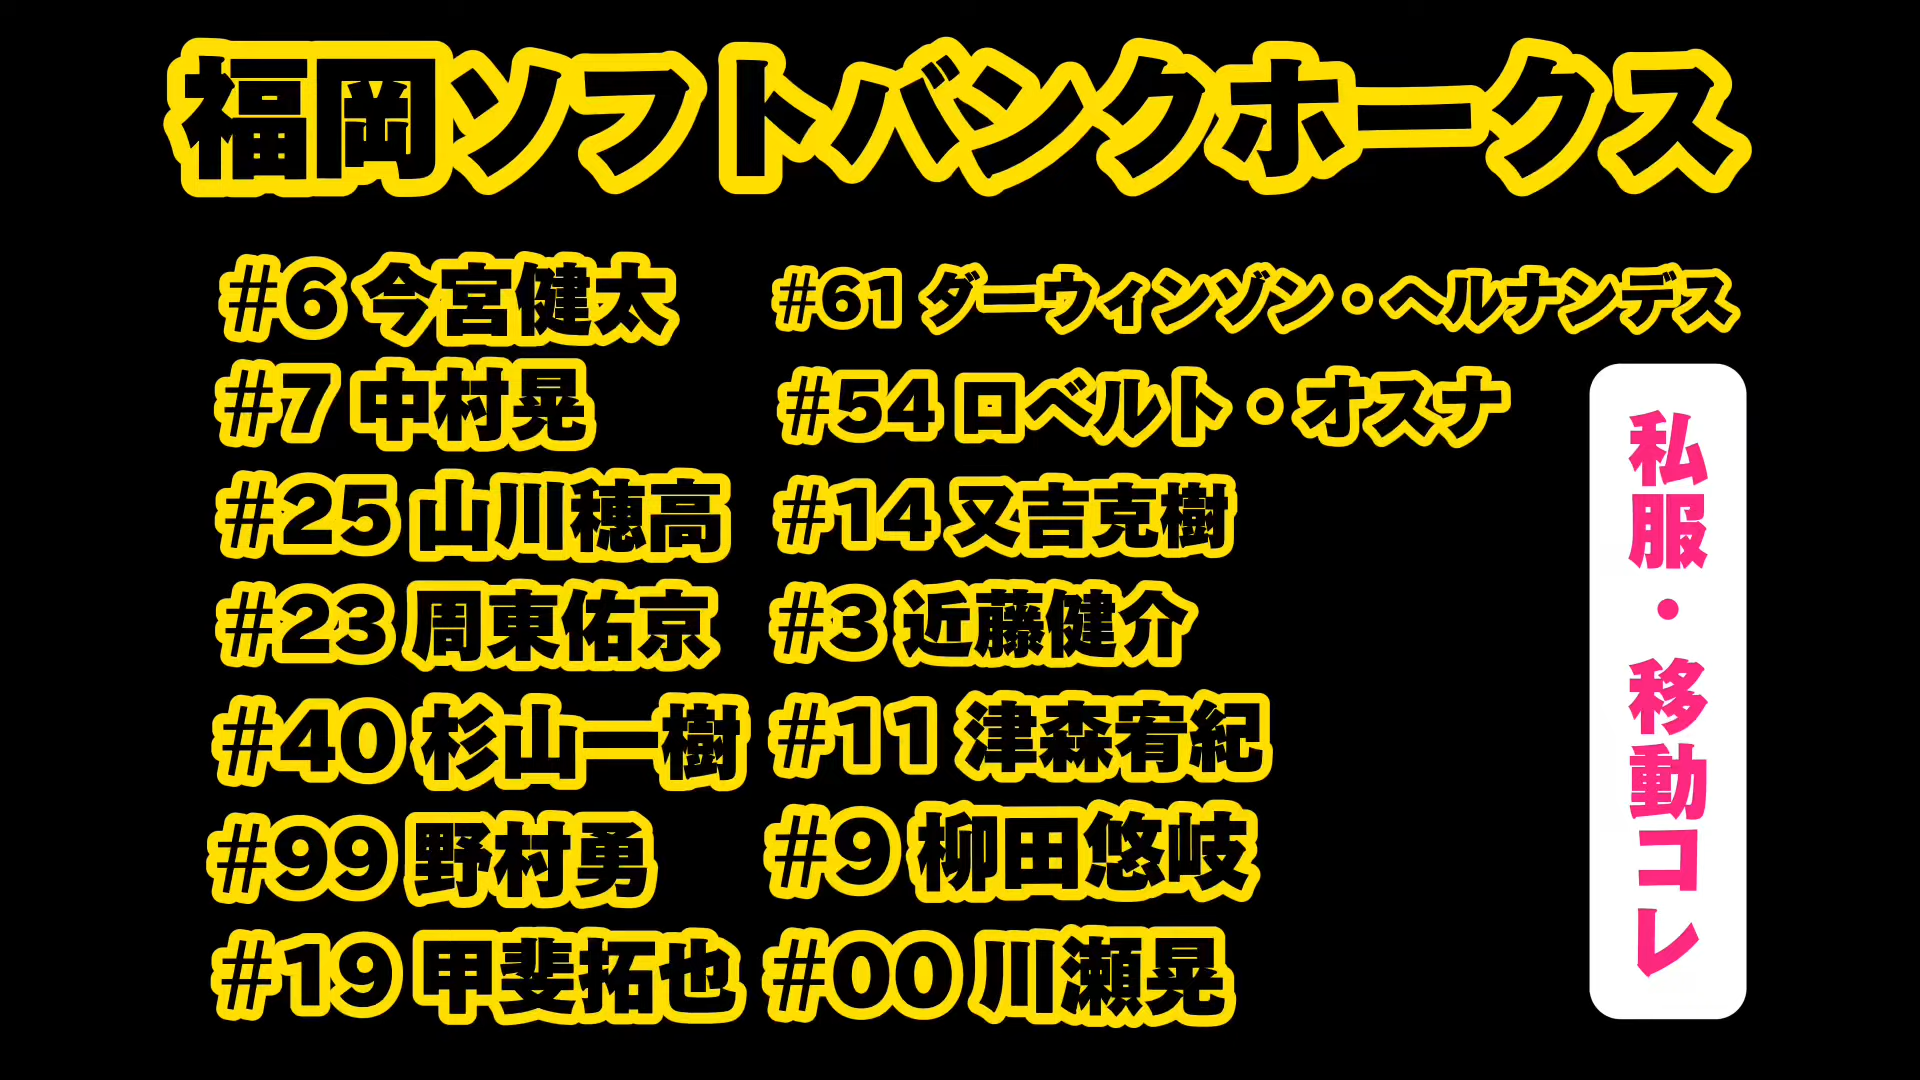 福岡ソフトバンクホークス
#6 今宮健太
#7 中村晃
#25 山川穂高
#23 周東佑京
#40 杉山一樹
#99 野村勇
#19 甲斐拓也
#61 ダーウィンゾン・ヘルナンデス
#54 ロベルト・オスナ
#14 又吉克樹
#3 近藤健介
#11 津森宥紀
#9 柳田悠岐
#00 川瀬晃
私服・移動コレ